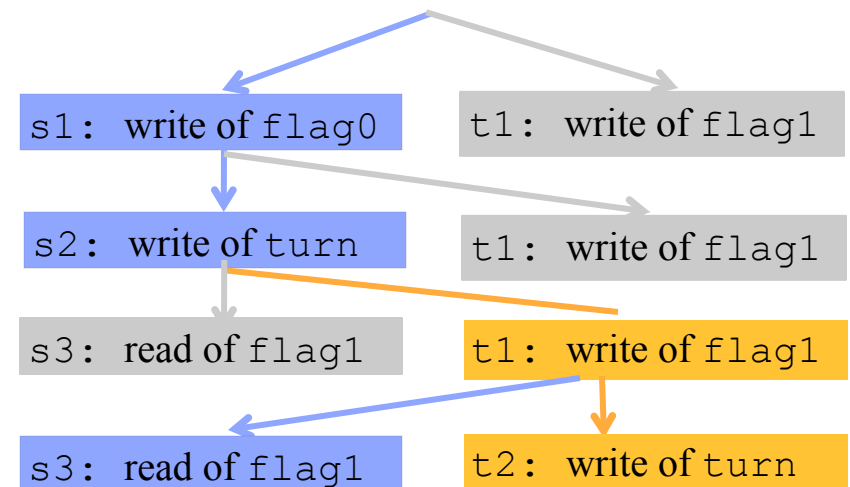 s1: write of flag0
t1: write of flag1
s2: write of turn
t1: write of flag1
s3: read of flag1
t1: write of flag1
s3: read of flag1
t2: write of turn